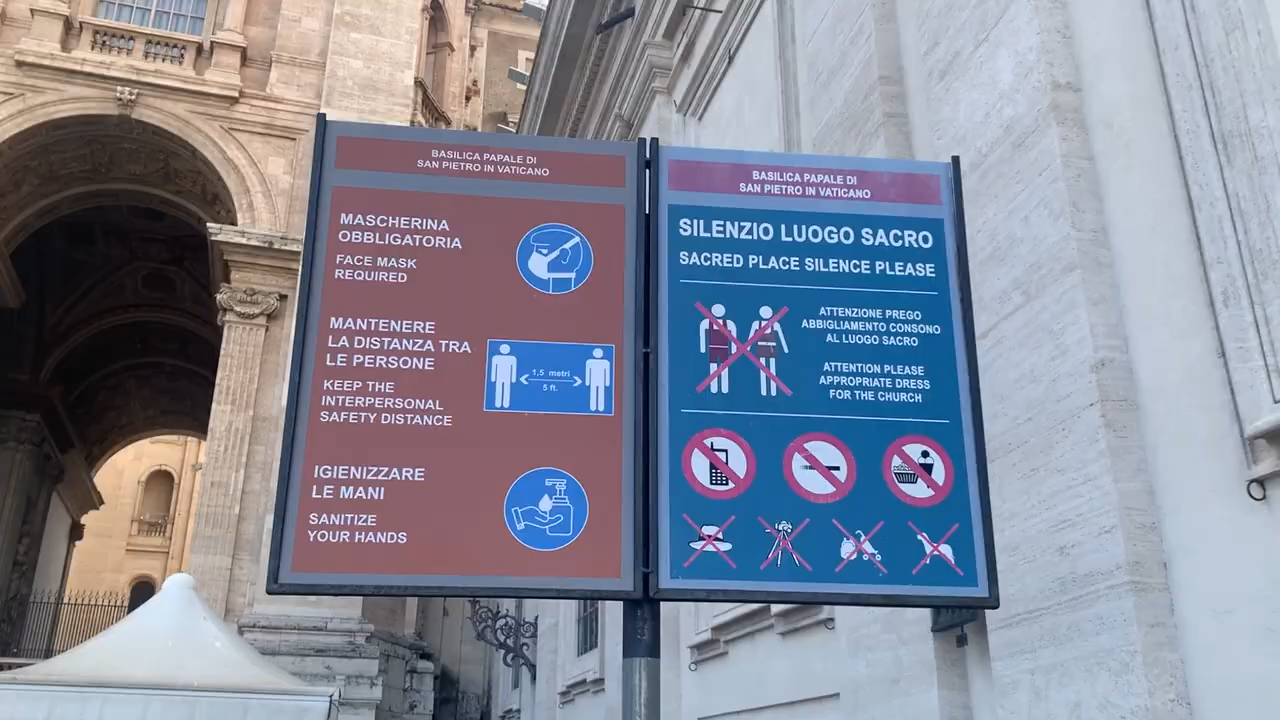 BASILICA PAPALE DI
SAN PIETRO IN VATICANO
MASCHERINA
OBBLIGATORIA
FACE MASK
REQUIRED
MANTENERE
LA DISTANZA TRA
LE PERSONE
KEEP THE
INTERPERSONAL
SAFETY DISTANCE
1,5 metri
5 ft.
IGIENIZZARE
LE MANI
SANITIZE
YOUR HANDS
BASILICA PAPALE DI
SAN PIETRO IN VATICANO
SILENZIO LUOGO SACRO
SACRED PLACE SILENCE PLEASE
ATTENZIONE PREGO
ABBIGLIAMENTO CONSONO
AL LUOGO SACRO
ATTENTION PLEASE
APPROPRIATE DRESS
FOR THE CHURCH